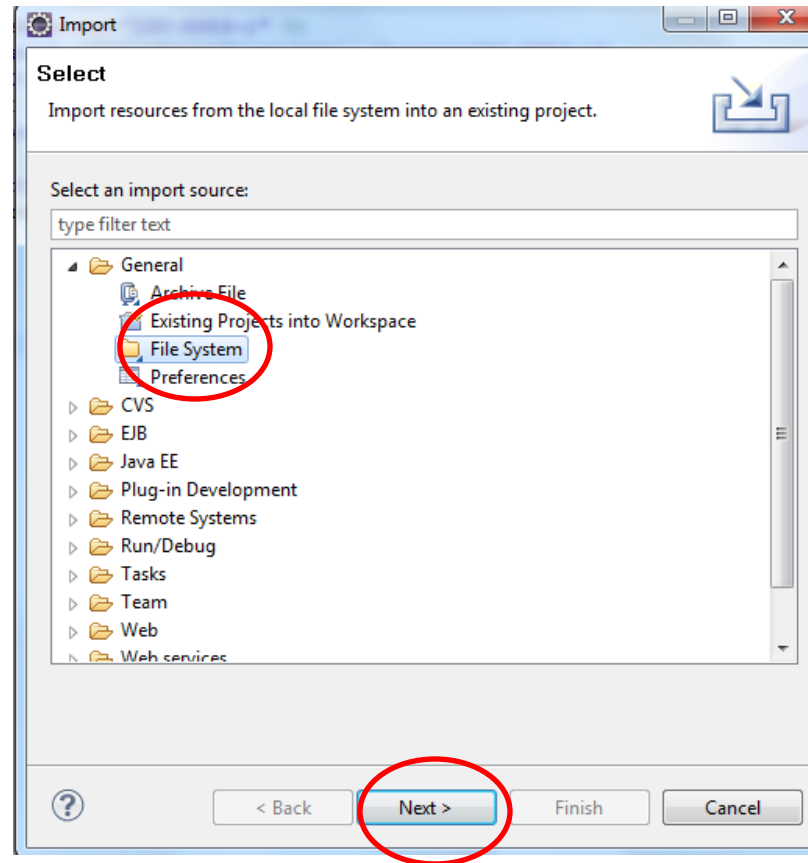 Import
Select
Import resources from the local file system into an existing project.
Select an import source:
type filter text
General
Archive File
Existing Projects into Workspace
File System
Preferences
CVS
EJB
Java EE
Plug-in Development
Remote Systems
Run/Debug
Tasks
Team
Web
Web services
?
< Back Next > Finish Cancel